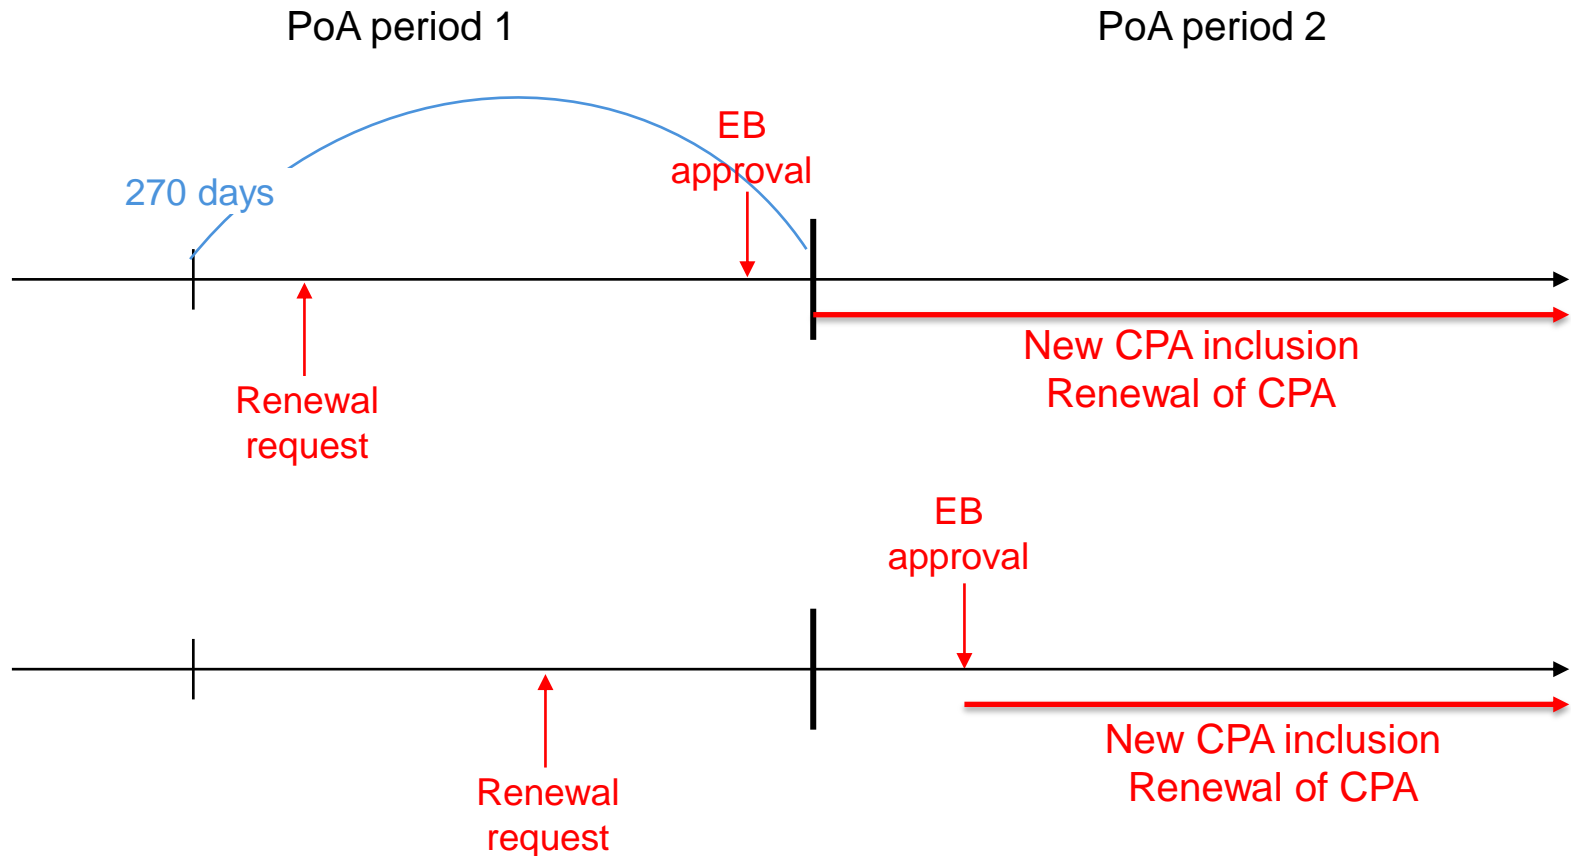 PoA period 1
PoA period 2
EB
approval
270 days
New CPA inclusion
Renewal of CPA
Renewal
request
EB
approval
New CPA inclusion
Renewal of CPA
Renewal
request